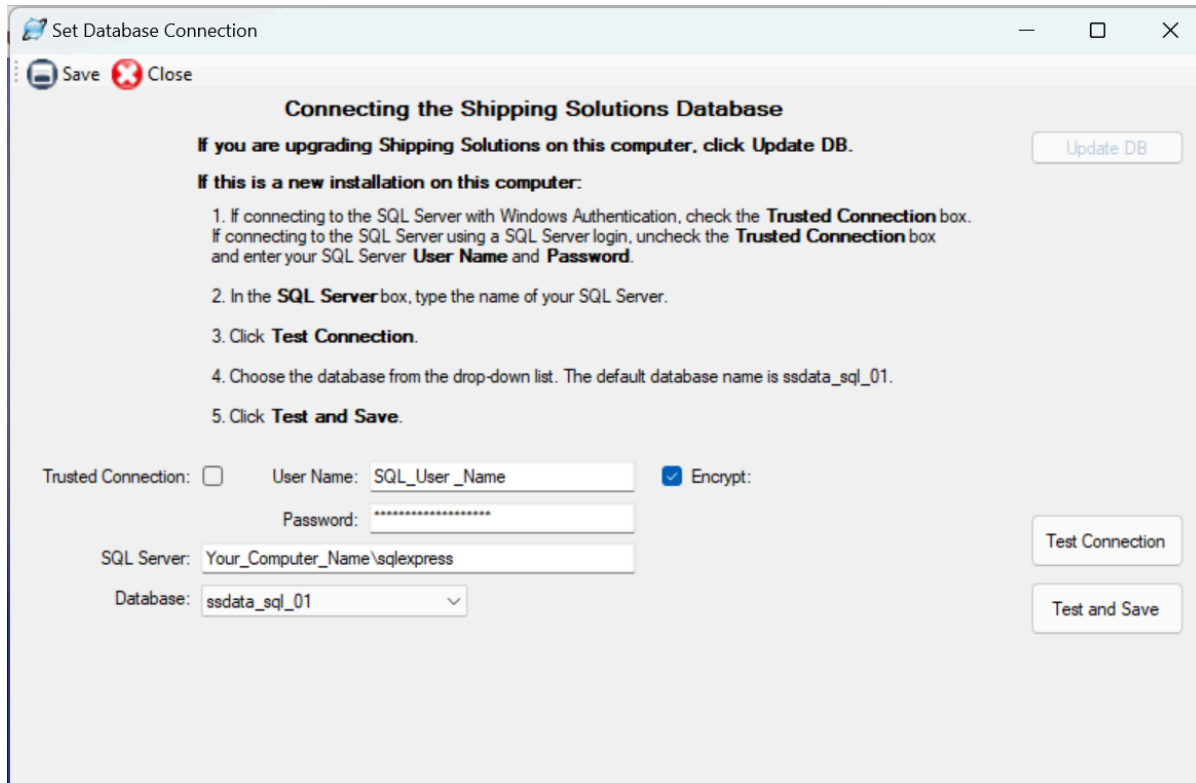 Set Database Connection
Save Close
Connecting the Shipping Solutions Database
If you are upgrading Shipping Solutions on this computer, click Update DB.
Update DB
If this is a new installation on this computer:
1. If connecting to the SQL Server with Windows Authentication, check the Trusted Connection box.
If connecting to the SQL Server using a SQL Server login, uncheck the Trusted Connection box
and enter your SQL Server User Name and Password.
2. In the SQL Server box, type the name of your SQL Server.
3. Click Test Connection.
4. Choose the database from the drop-down list. The default database name is ssdata_sql_01.
5. Click Test and Save.
Trusted Connection: User Name: SQL_User _Name Encrypt:
Password: *******************
SQL Server: Your_Computer_Name\sqlexpress
Test Connection
Database: ssdata_sql_01
Test and Save